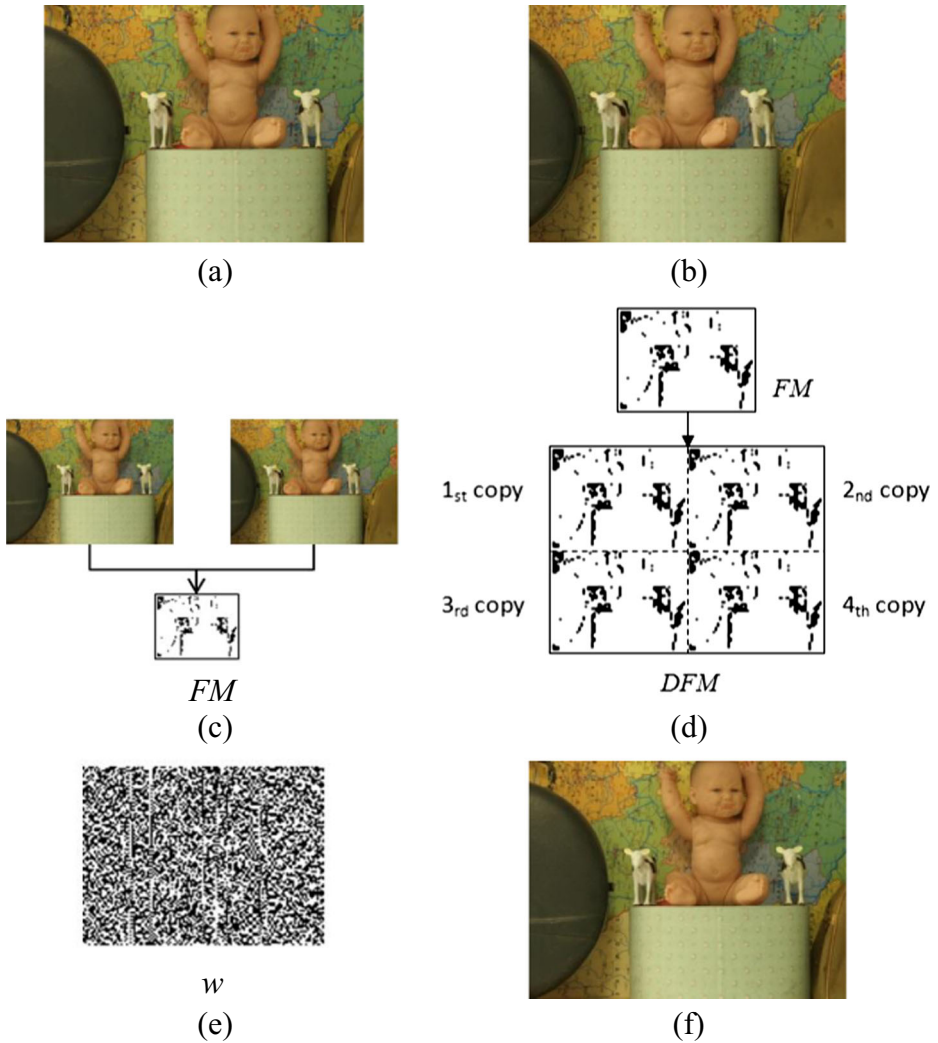 (a)
(b)
FM
1st copy
2nd copy
3rd copy
4th copy
FM
(c)
DFM
(d)
w
(e)
(f)